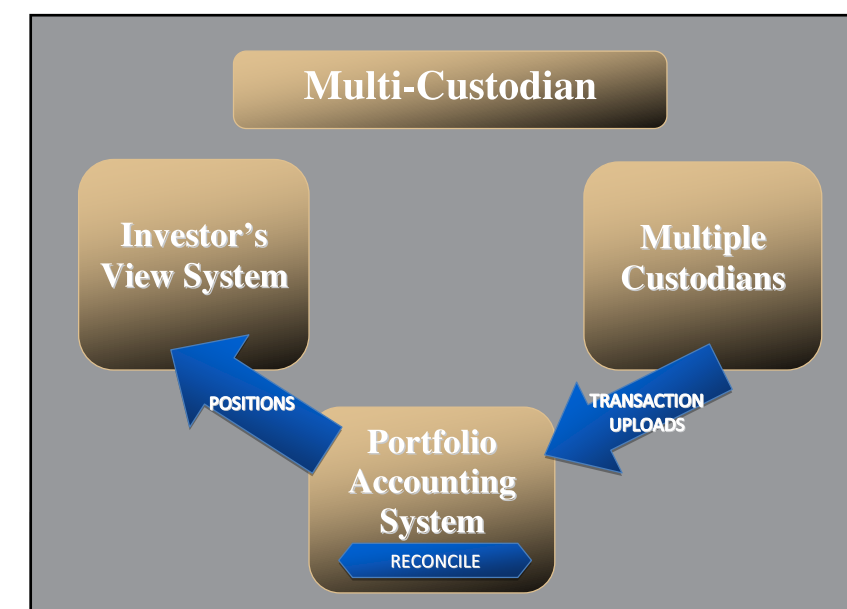 Multi-Custodian
Investor’s
View System
Multiple
Custodians
POSITIONS
TRANSACTION
UPLOADS
Portfolio
Accounting
System
RECONCILE